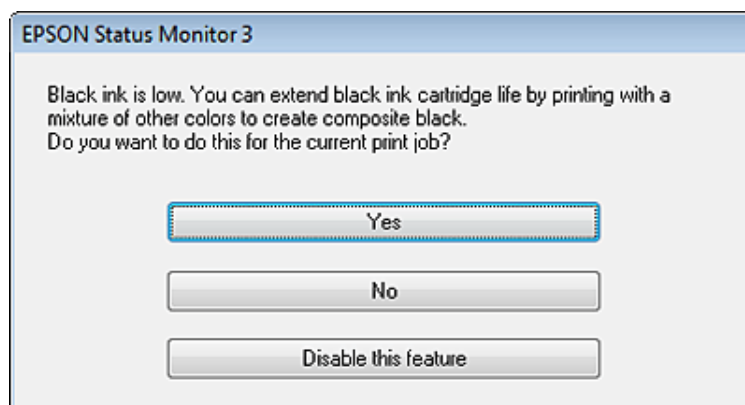 EPSON Status Monitor 3
Black ink is low. You can extend black ink cartridge life by printing with a
mixture of other colors to create composite black.
Do you want to do this for the current print job?
Yes
No
Disable this feature